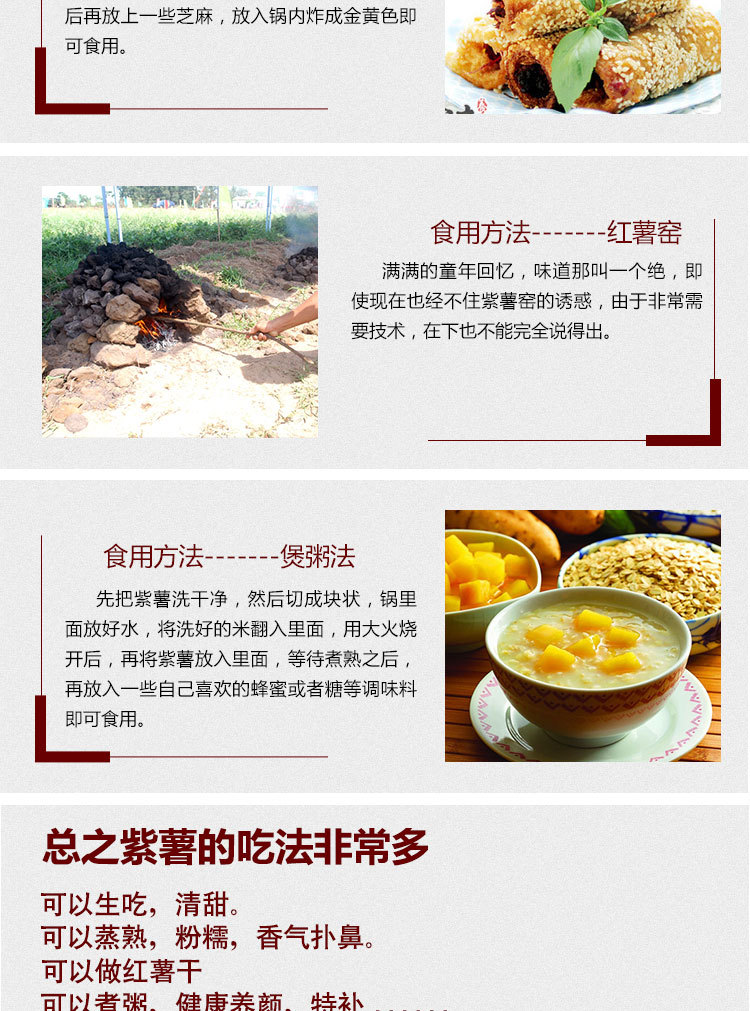 后再放上一些芝麻，放入锅内炸成金黄色即
可食用。
食用方法-------红薯窑
满满的童年回忆，味道那叫一个绝，即
使现在也经不住紫薯窑的诱惑，由于非常需
要技术，在下也不能完全说得出。
食用方法-------煲粥法
先把紫薯洗干净，然后切成块状，锅里
面放好水，将洗好的米翻入里面，用大火烧
开后，再将紫薯放入里面，等待煮熟之后，
再放入一些自己喜欢的蜂蜜或者糖等调味料
即可食用。
总之紫薯的吃法非常多
可以生吃，清甜。
可以蒸熟，粉糯，香气扑鼻。
可以做红薯干
可以煮粥，健康养颜，特补......